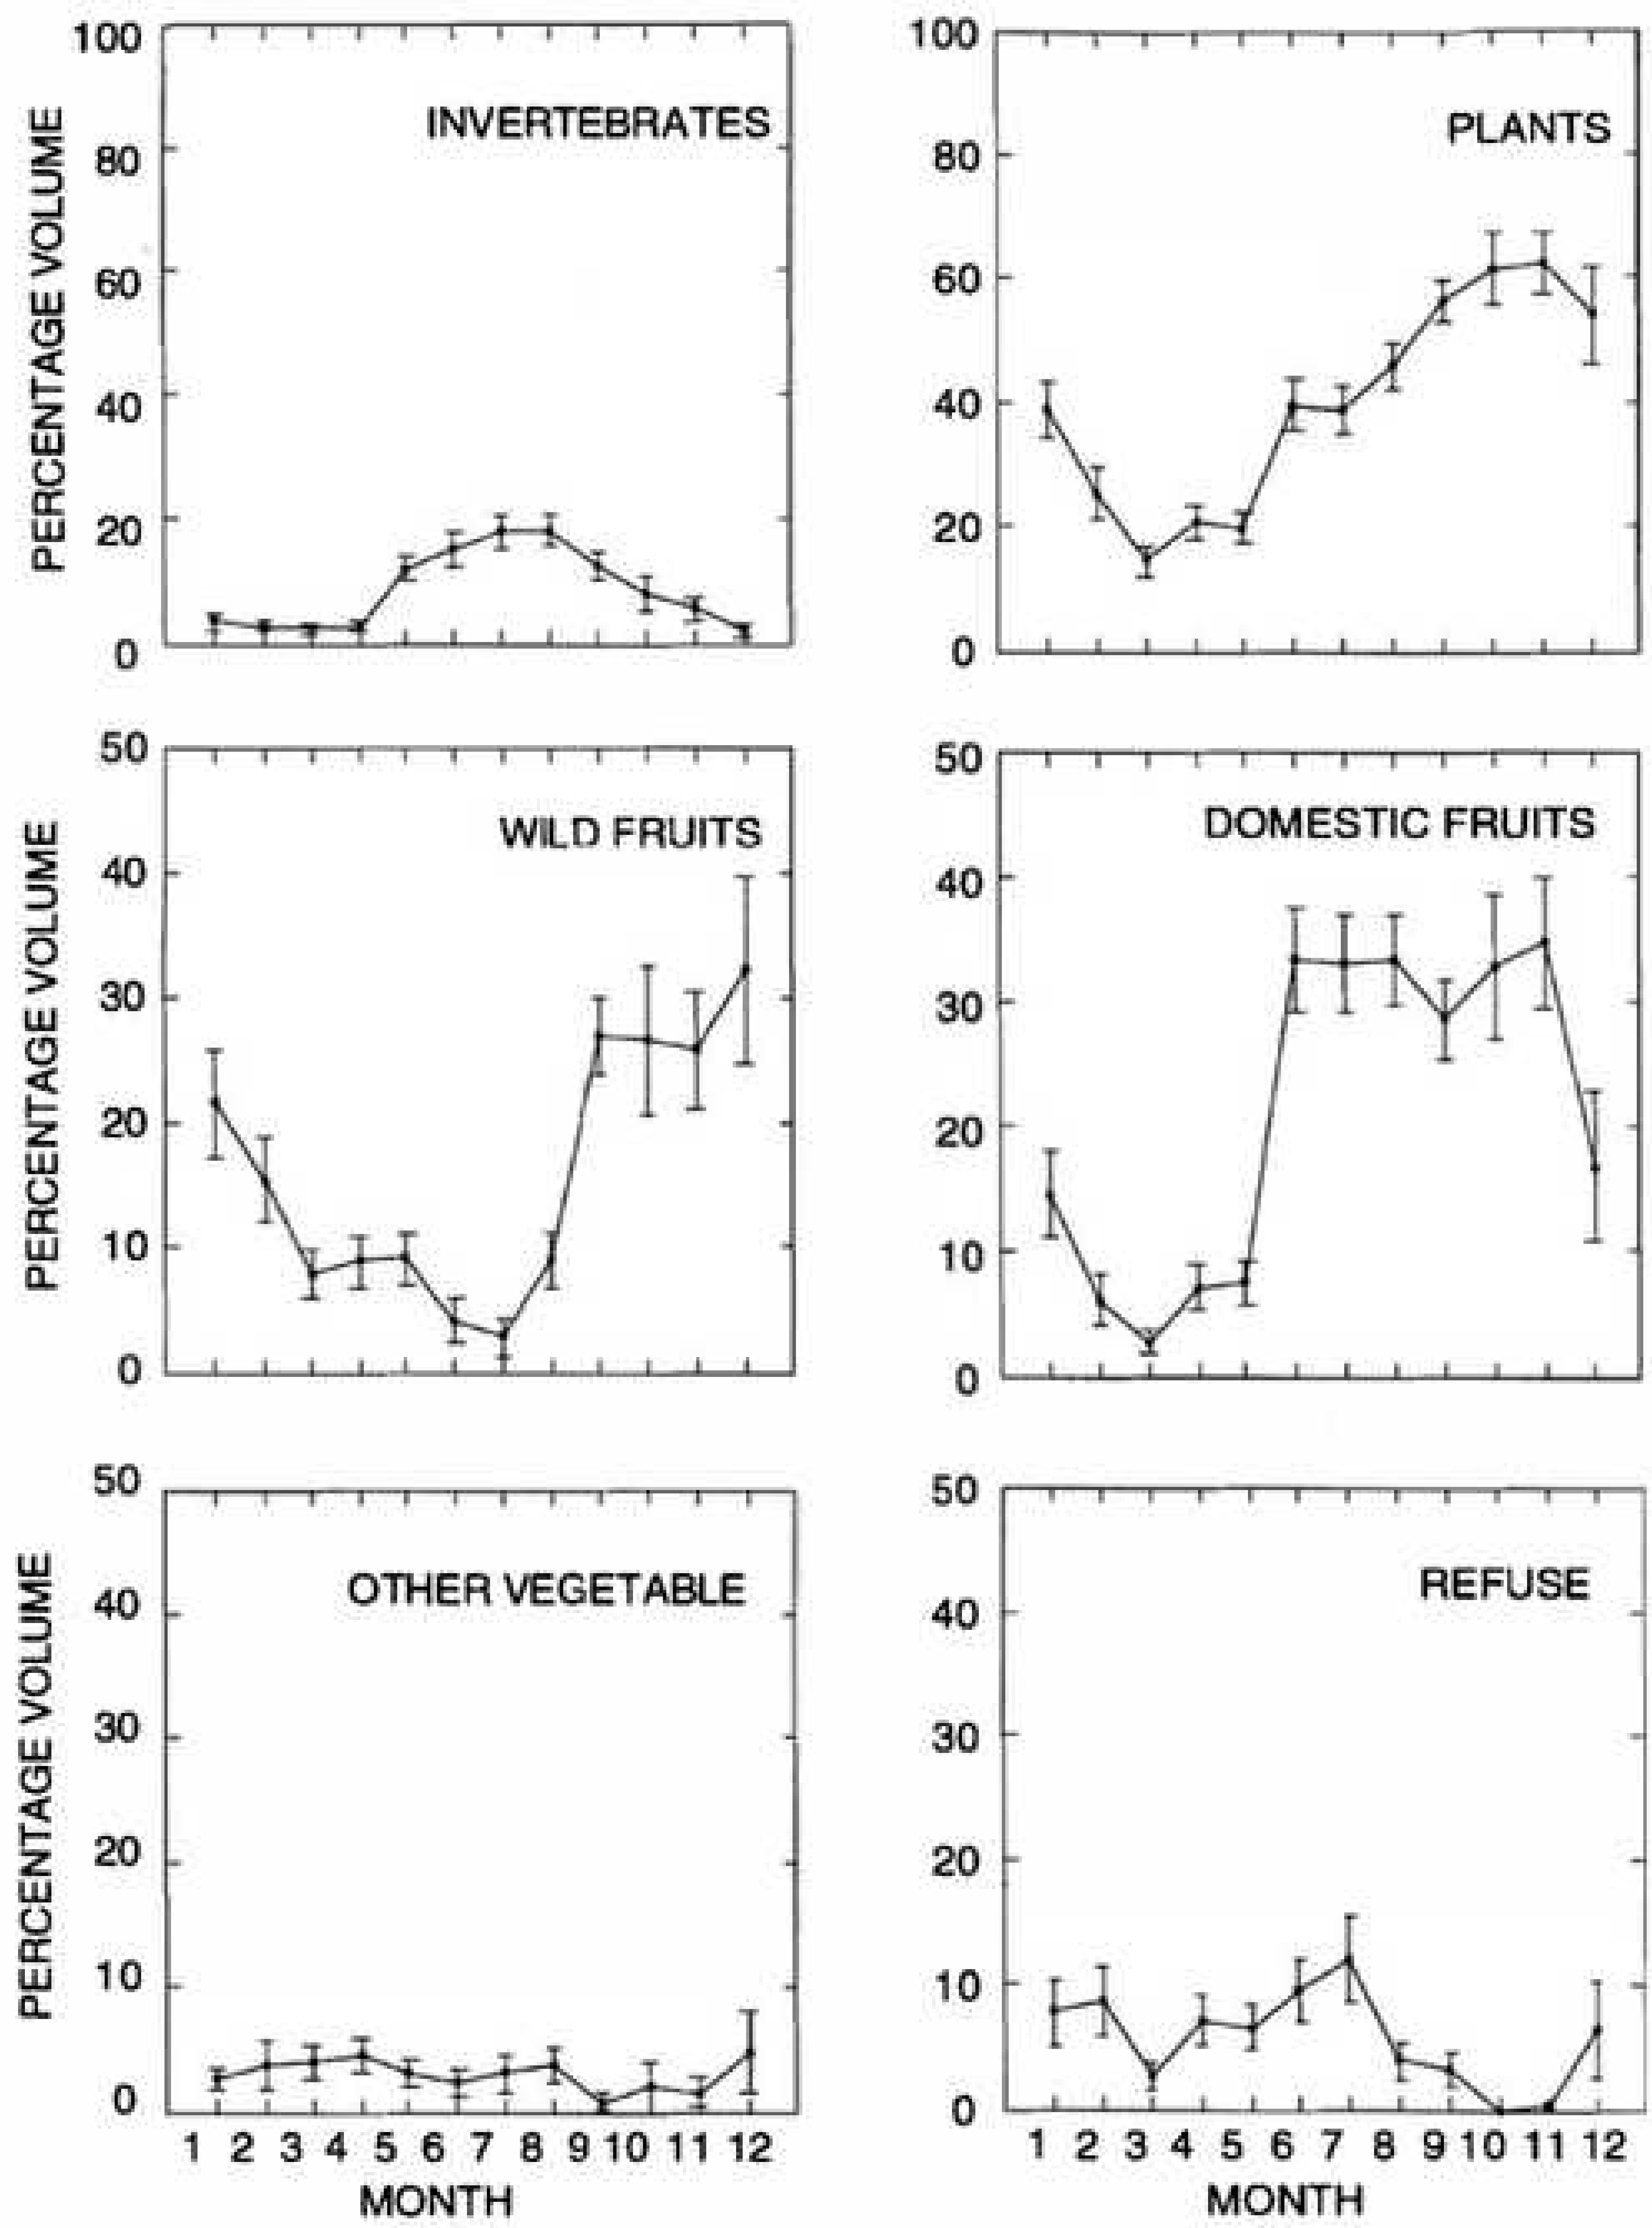 100
80
60
40
20
0
PERCENTAGE VOLUME
INVERTEBRATES
100
80
60
40
20
0
PLANTS
50
40
30
20
10
0
PERCENTAGE VOLUME
WILD FRUITS
50
40
30
20
10
0
DOMESTIC FRUITS
50
40
30
20
10
0
PERCENTAGE VOLUME
OTHER VEGETABLE
1 2 3 4 5 6 7 8 9 10 11 12
MONTH
50
40
30
20
10
0
REFUSE
1 2 3 4 5 6 7 8 9 10 11 12
MONTH